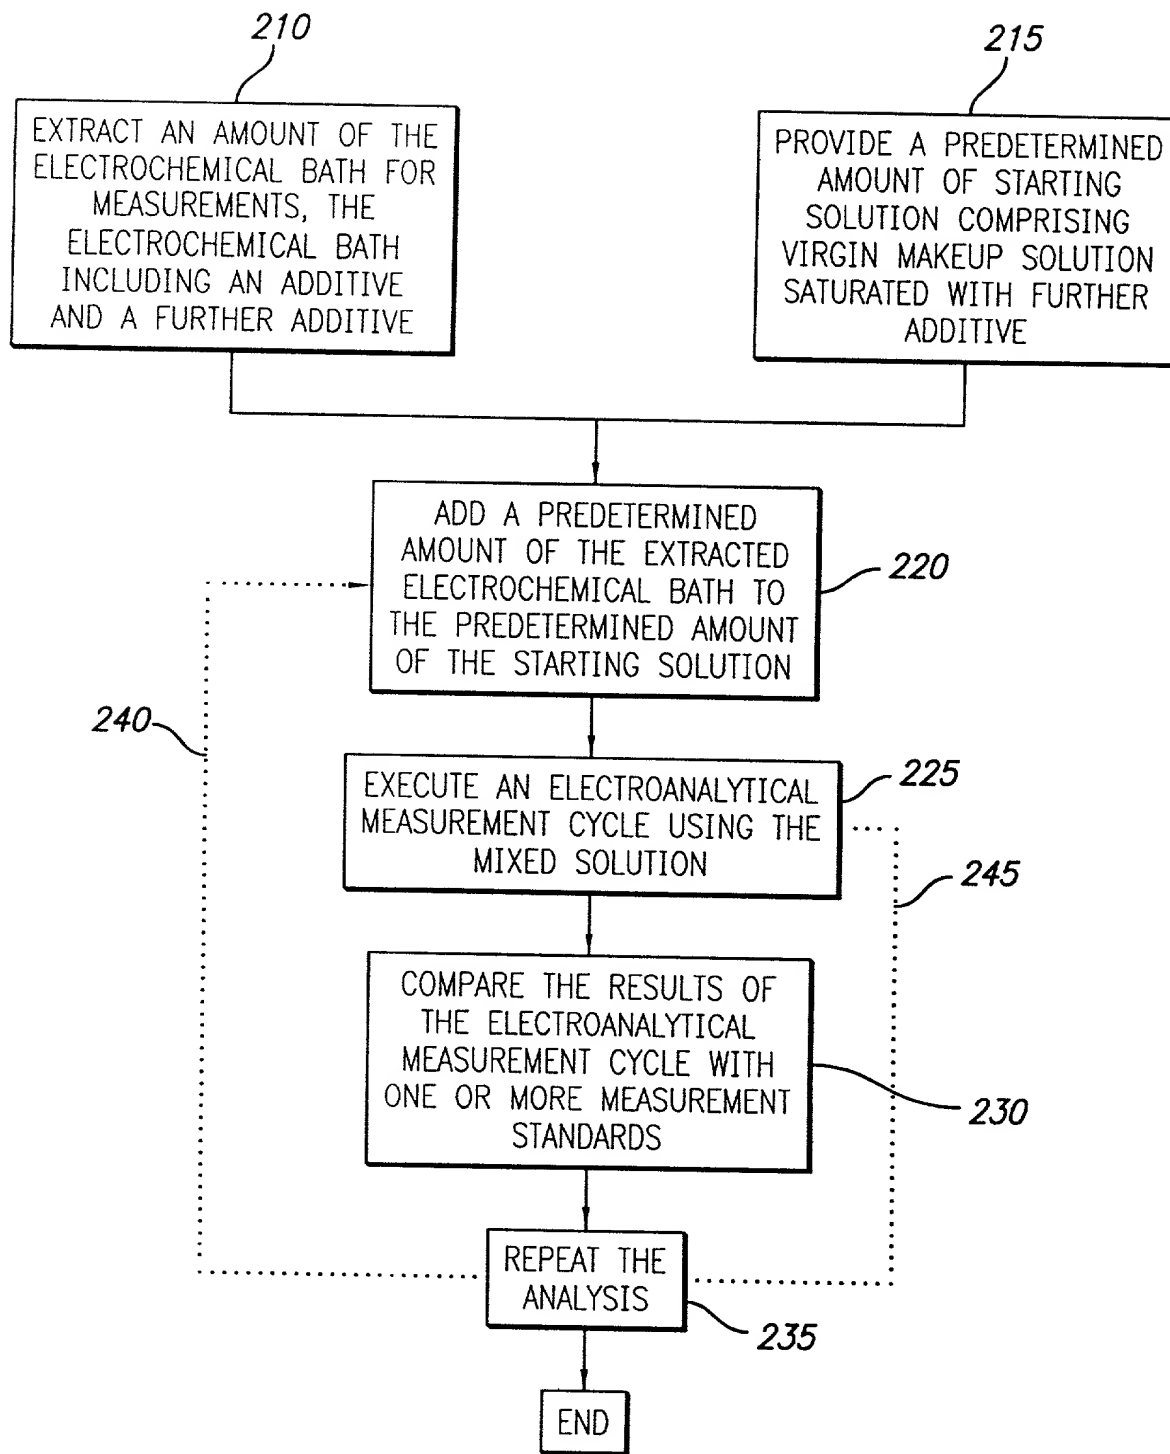 210
215
EXTRACT AN AMOUNT OF THE
ELECTROCHEMICAL BATH FOR
MEASUREMENTS, THE
ELECTROCHEMICAL BATH
INCLUDING AN ADDITIVE
AND A FURTHER ADDITIVE
PROVIDE A PREDETERMINED
AMOUNT OF STARTING
SOLUTION COMPRISING
VIRGIN MAKEUP SOLUTION
SATURATED WITH FURTHER
ADDITIVE
ADD A PREDETERMINED
AMOUNT OF THE EXTRACTED
ELECTROCHEMICAL BATH TO
THE PREDETERMINED AMOUNT
OF THE STARTING SOLUTION
220
240
EXECUTE AN ELECTROANALYTICAL
MEASUREMENT CYCLE USING THE
MIXED SOLUTION
225
245
COMPARE THE RESULTS OF
THE ELECTROANALYTICAL
MEASUREMENT CYCLE WITH
ONE OR MORE MEASUREMENT
STANDARDS
230
REPEAT THE
ANALYSIS
235
END